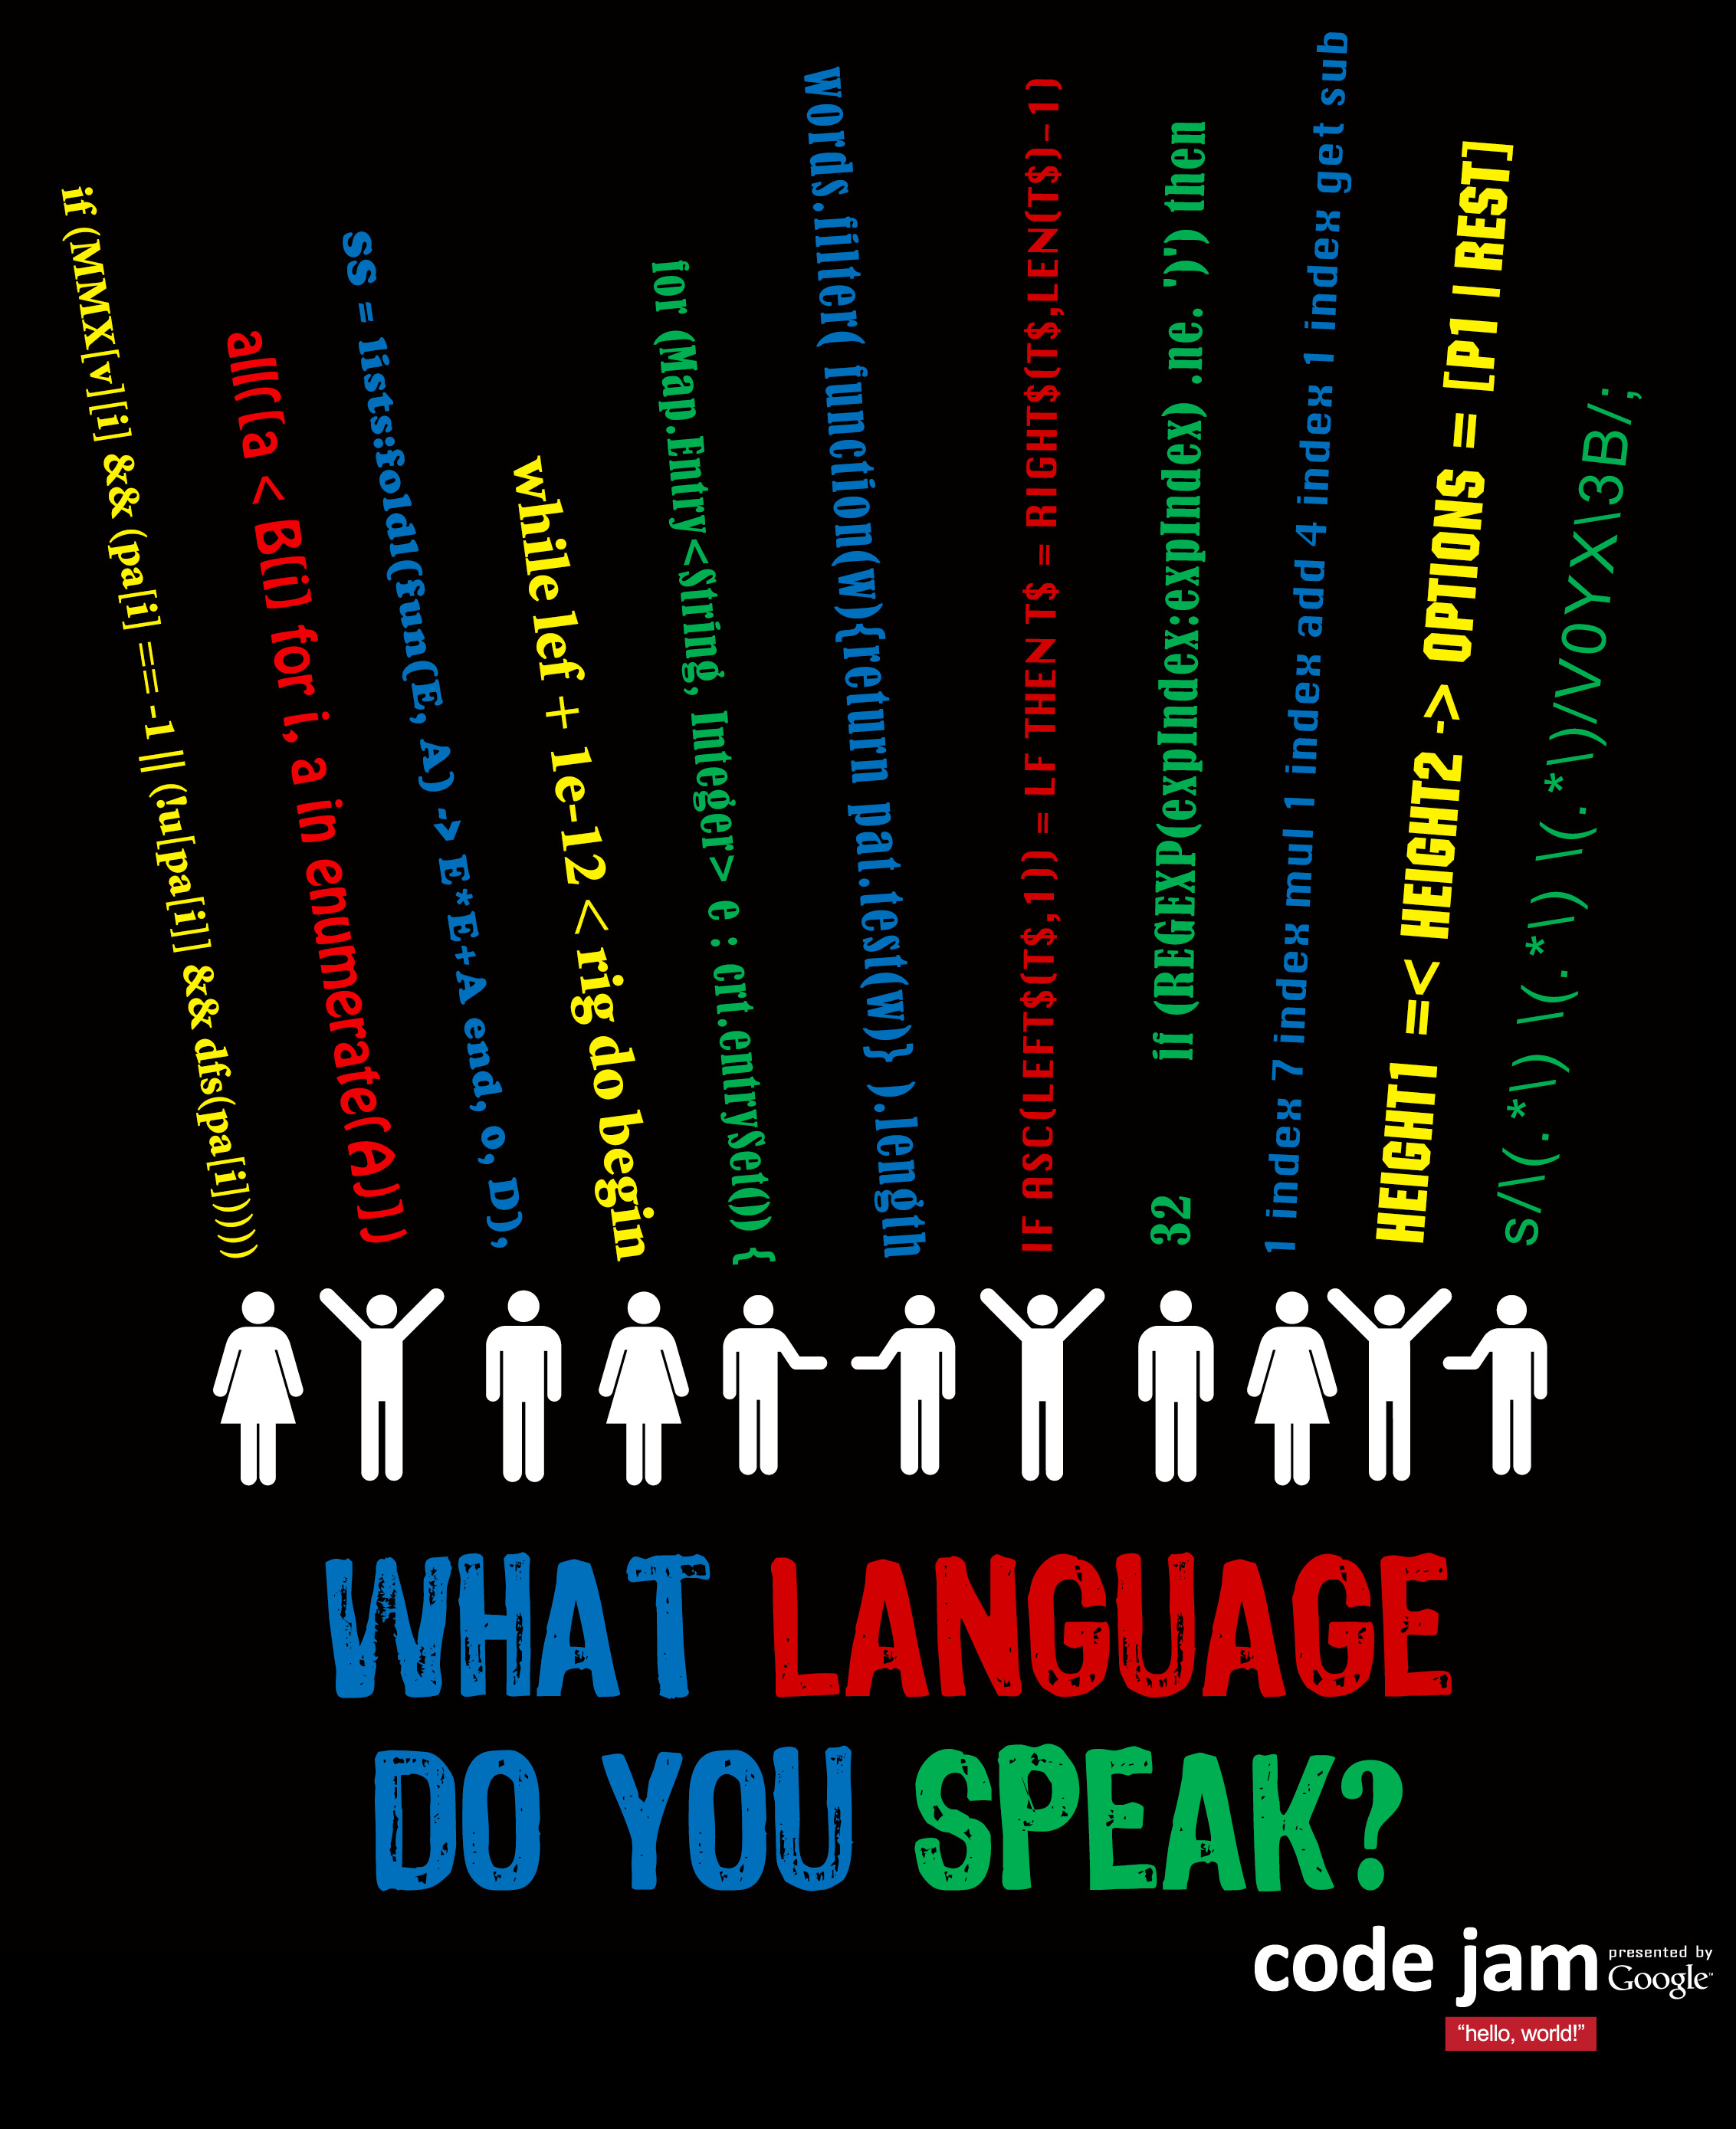 if (MMX[v][i] && (pa[i] == -1 || (!u[pa[i]] && dfs(pa[i]))))
all((a < B[i] for i, a in enumerate(A)))
SS = lists:foldl(fun(E, A) -> E*E+A end, 0, D),
while lef + 1e-12 < rig do begin
for (Map.Entry<String, Integer> e : crt.entrySet()) {
words.filter( function(w){return pat.test(w)} ).length
IF ASC(LEFT$(T$,1)) = LF THEN T$ = RIGHT$(T$,LEN(T$)-1)
32 if (REGEXP(expIndex:expIndex) .ne. ')') then
1 index 7 index mul 1 index add 4 index 1 index get sub
HEIGHT1 =< HEIGHT2 -> OPTIONS = [P1 | REST]
s/\(.*\) \(.*\) \(.*\)/V0YX\3B/;
WHAT LANGUAGE
DO YOU SPEAK?
code jam presented by
Google™
"hello, world!"